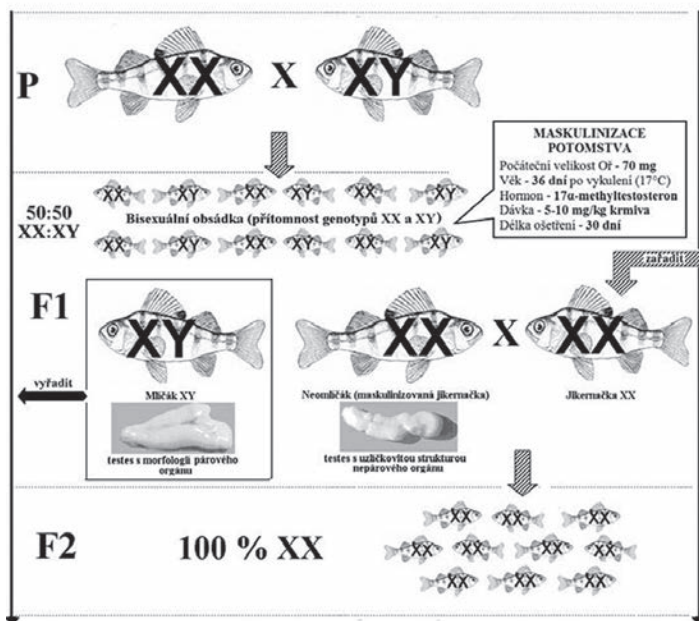 P
XX
X
XY
MASKULINIZACE
POTOMSTVA
Počáteční velikost Oř - 70 mg
Věk - 36 dní po vykulení (17°C)
Hormon - 17α-methyltestosteron
Dávka - 5-10 mg/kg krmiva
Délka ošetření - 30 dní
50:50
XX:XY
XX XY XX XY XX XY
Bisexuální obsádka (přítomnost genotypů XX a XY)
XX XY XX XY XX XY
zařadit
F1
XY
XX
X
XX
vyřadit
Mlíčák XY
Neomlíčák (maskulinizovaná jikernačka)
Jikernačka XX
testes s morfologií párového
orgánu
testes s uzlíčkovitou strukturou
nepárového orgánu
F2
100 % XX
XX XX XX
XX XX XX XX
XX XX XX